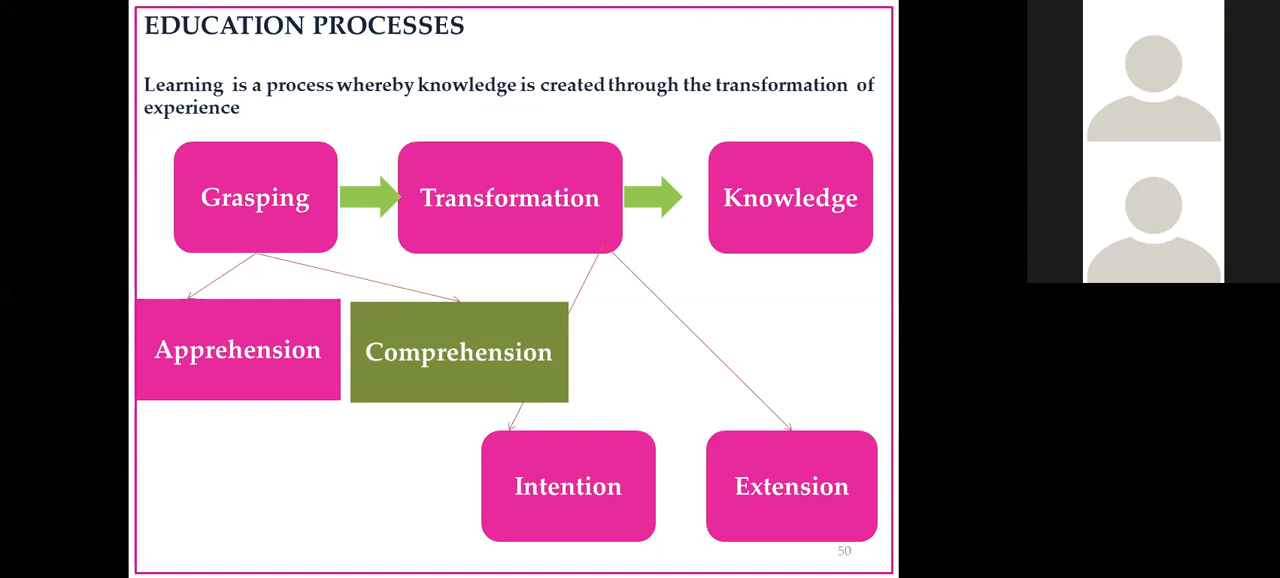 EDUCATION PROCESSES
Learning is a process whereby knowledge is created through the transformation of
experience
Grasping
Transformation
Knowledge
Apprehension
Comprehension
Intention
Extension
50